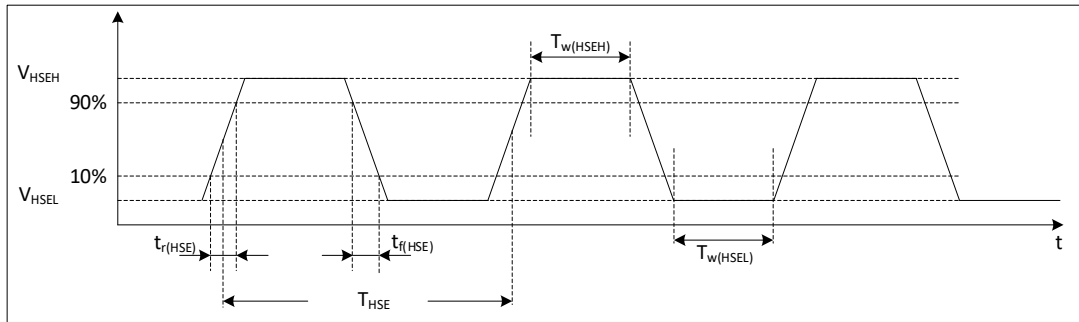 T_w(HSEH)
V_HSEH
90%
10%
V_HSEL
t_r(HSE)
t_f(HSE)
T_w(HSEL)
t
T_HSE